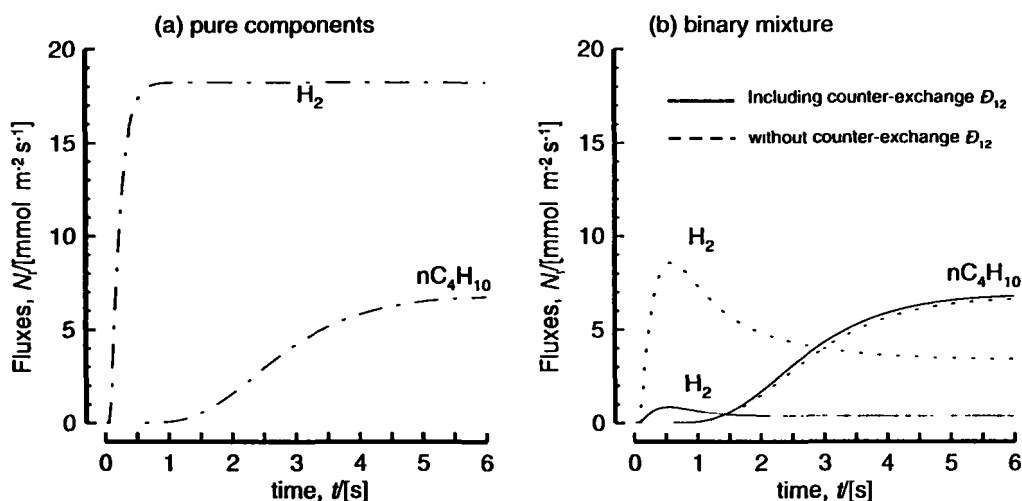 (a) pure components
20
15
10
5
0
Fluxes, Nᵢ/[mmol m⁻² s⁻¹]
H₂
nC₄H₁₀
0 1 2 3 4 5 6
time, t/[s]
(b) binary mixture
20
15
10
5
0
Fluxes, Nᵢ/[mmol m⁻² s⁻¹]
Including counter-exchange Đ₁₂
without counter-exchange Đ₁₂
H₂
nC₄H₁₀
H₂
0 1 2 3 4 5 6
time, t/[s]